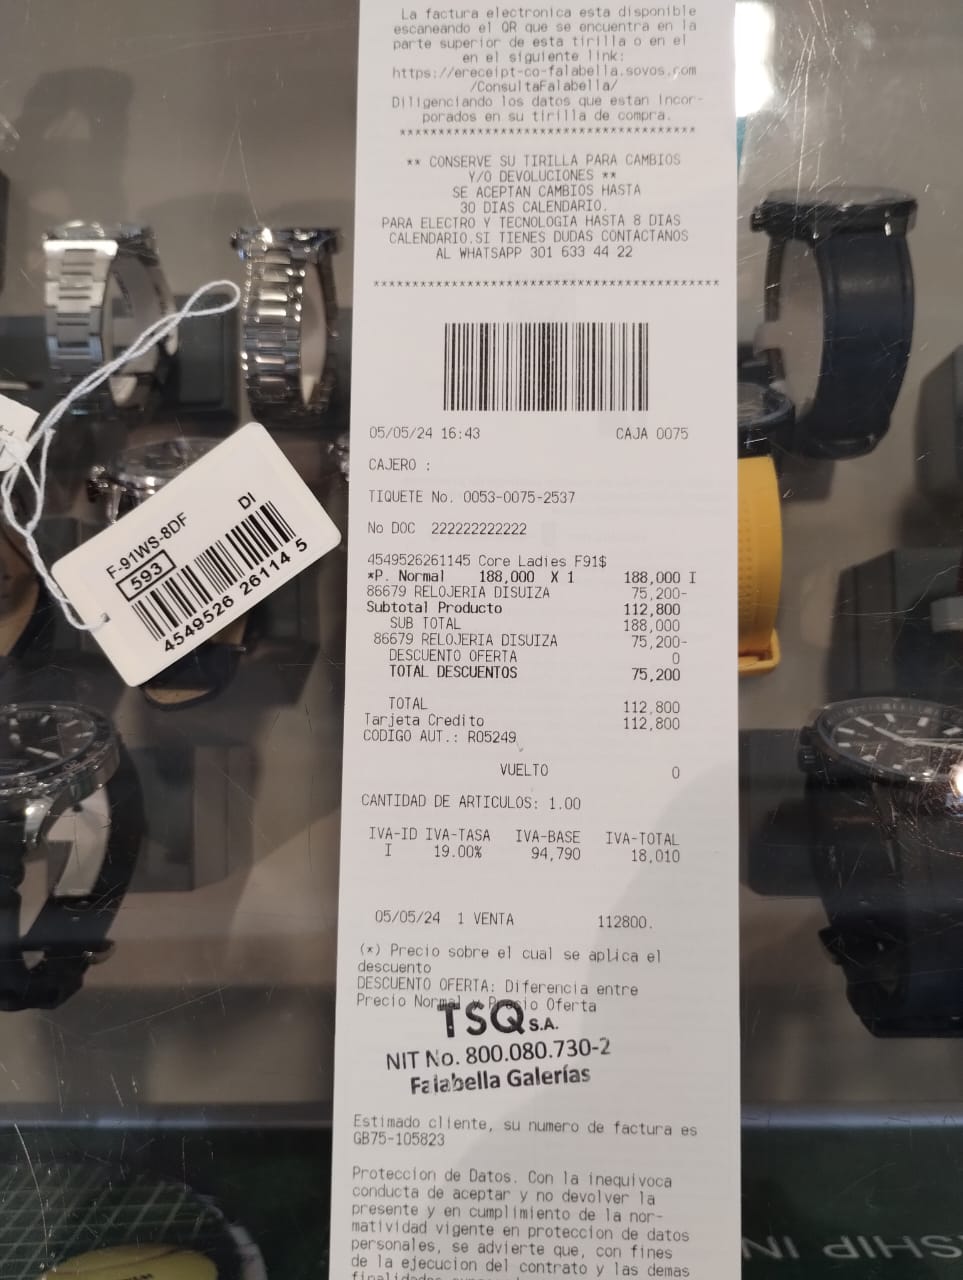 La factura electronica esta disponible
escaneando el QR que se encuentra en la
parte superior de esta tirilla o en el
en el siguiente link:
https://ereceipt-co-falabella.sovos.com
/ConsultaFalabella/
Diligenciando los datos que estan incor-
porados en su tirilla de compra.
**************************************
** CONSERVE SU TIRILLA PARA CAMBIOS
Y/O DEVOLUCIONES **
SE ACEPTAN CAMBIOS HASTA
30 DIAS CALENDARIO.
PARA ELECTRO Y TECNOLOGIA HASTA 8 DIAS
CALENDARIO.SI TIENES DUDAS CONTACTANOS
AL WHATSAPP 301 633 44 22
********************************************
05/05/24 16:43 CAJA 0075
CAJERO :
TIQUETE No. 0053-0075-2537
No DOC 222222222222
4549526261145 Core Ladies F91$
*P. Normal 188,000 X 1 188,000 I
86679 RELOJERIA DISUIZA 75,200-
Subtotal Producto 112,800
SUB TOTAL 188,000
86679 RELOJERIA DISUIZA 75,200-
DESCUENTO OFERTA 0
TOTAL DESCUENTOS 75,200
TOTAL 112,800
Tarjeta Credito 112,800
CODIGO AUT.: R05249
VUELTO 0
CANTIDAD DE ARTICULOS: 1.00
IVA-ID IVA-TASA IVA-BASE IVA-TOTAL
I 19.00% 94,790 18,010
05/05/24 1 VENTA 112800.
(*) Precio sobre el cual se aplica el
descuento
DESCUENTO OFERTA: Diferencia entre
Precio Normal y Precio Oferta
TSQ S.A.
NIT No. 800.080.730-2
Falabella Galerías
Estimado cliente, su numero de factura es
GB75-105823
Proteccion de Datos. Con la inequivoca
conducta de aceptar y no devolver la
presente y en cumplimiento de la nor-
matividad vigente en proteccion de datos
personales, se advierte que, con fines
de la ejecucion del contrato y las demas
F-91WS-8DF DI
593
4549526 26114 5